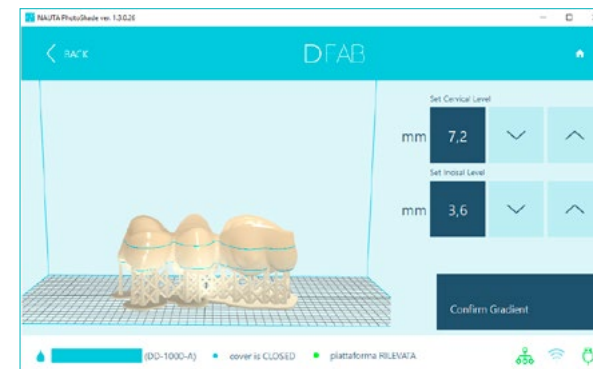 NAUTA PhotoShade ver. 1.3.0.26
BACK
DFAB
Set Cervical Level
mm 7,2
Set Incisal Level
mm 3,6
Confirm Gradient
(DD-1000-A) cover is CLOSED piattaforma RILEVATA